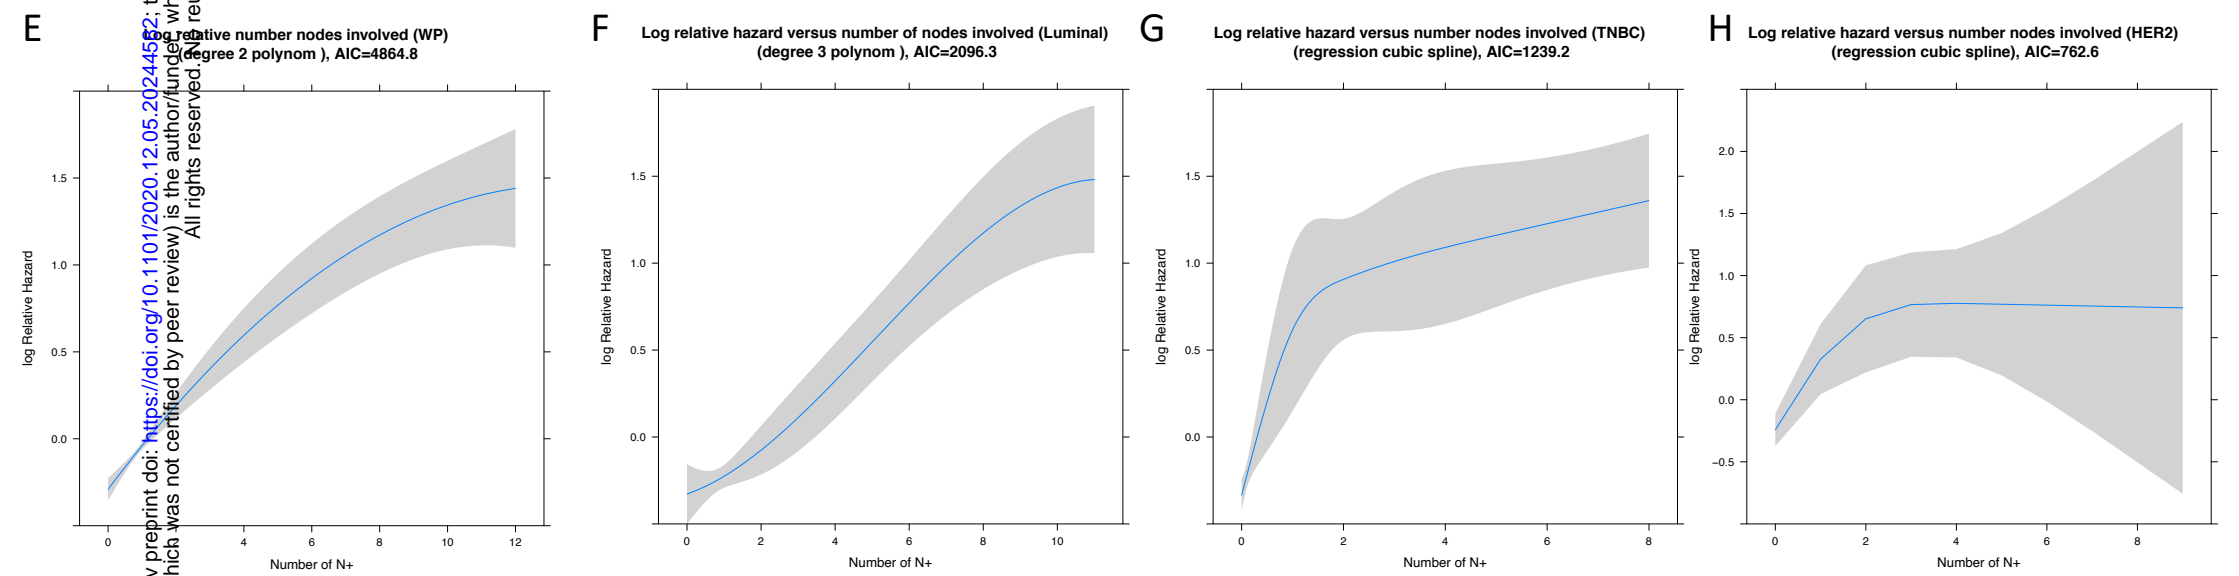 E
Log relative number nodes involved (WP)
(degree 2 polynom ), AIC=4864.8
log Relative Hazard
1.5
1.0
0.5
0.0
0 4 6 8 10 12
Number of N+
preprint doi: https://doi.org/10.1101/2020.12.05.20244582;
which was not certified by peer review) is the author/funder
All rights reserved. No
F
Log relative hazard versus number of nodes involved (Luminal)
(degree 3 polynom ), AIC=2096.3
log Relative Hazard
1.5
1.0
0.5
0.0
0 2 4 6 8 10
Number of N+
G
Log relative hazard versus number nodes involved (TNBC)
(regression cubic spline), AIC=1239.2
log Relative Hazard
1.5
1.0
0.5
0.0
0 2 4 6 8
Number of N+
H
Log relative hazard versus number nodes involved (HER2)
(regression cubic spline), AIC=762.6
log Relative Hazard
2.0
1.5
1.0
0.5
0.0
−0.5
0 2 4 6 8
Number of N+